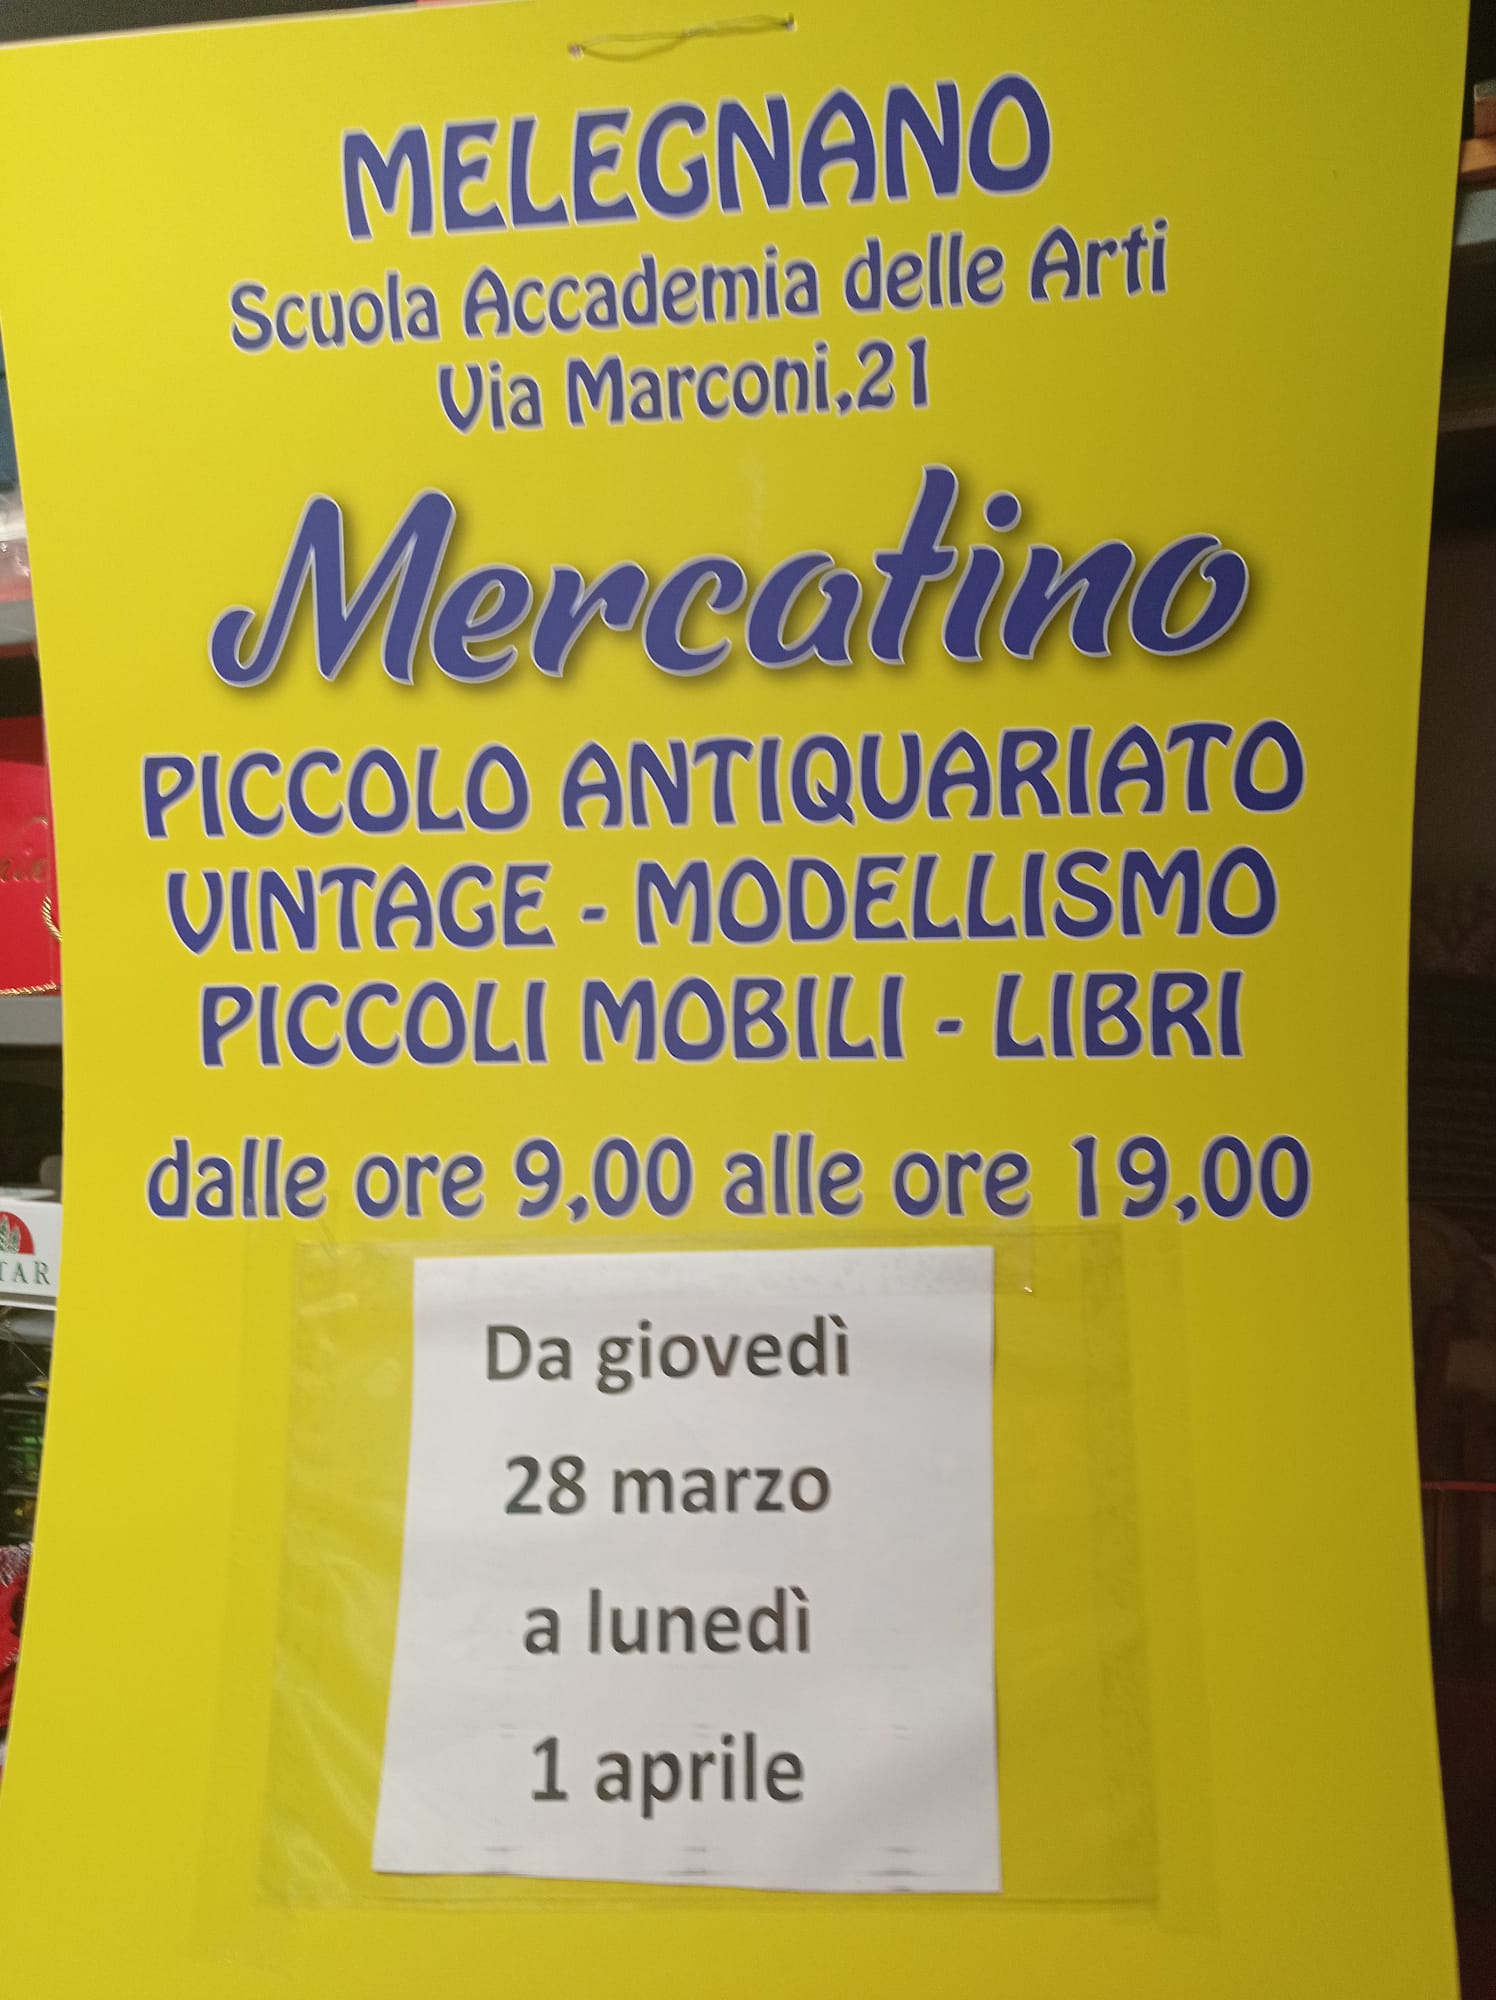 MELEGNANO
Scuola Accademia delle Arti
Via Marconi,21
Mercatino
PICCOLO ANTIQUARIATO
VINTAGE - MODELLISMO
PICCOLI MOBILI - LIBRI
dalle ore 9,00 alle ore 19,00
Da giovedì
28 marzo
a lunedì
1 aprile
TAR